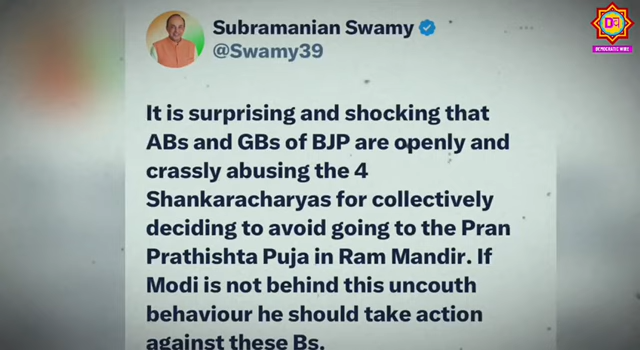 Subramanian Swamy
@Swamy39
DEMOCRATIC WIRE
It is surprising and shocking that
ABs and GBs of BJP are openly and
crassly abusing the 4
Shankaracharyas for collectively
deciding to avoid going to the Pran
Prathishta Puja in Ram Mandir. If
Modi is not behind this uncouth
behaviour he should take action
against these Bs.